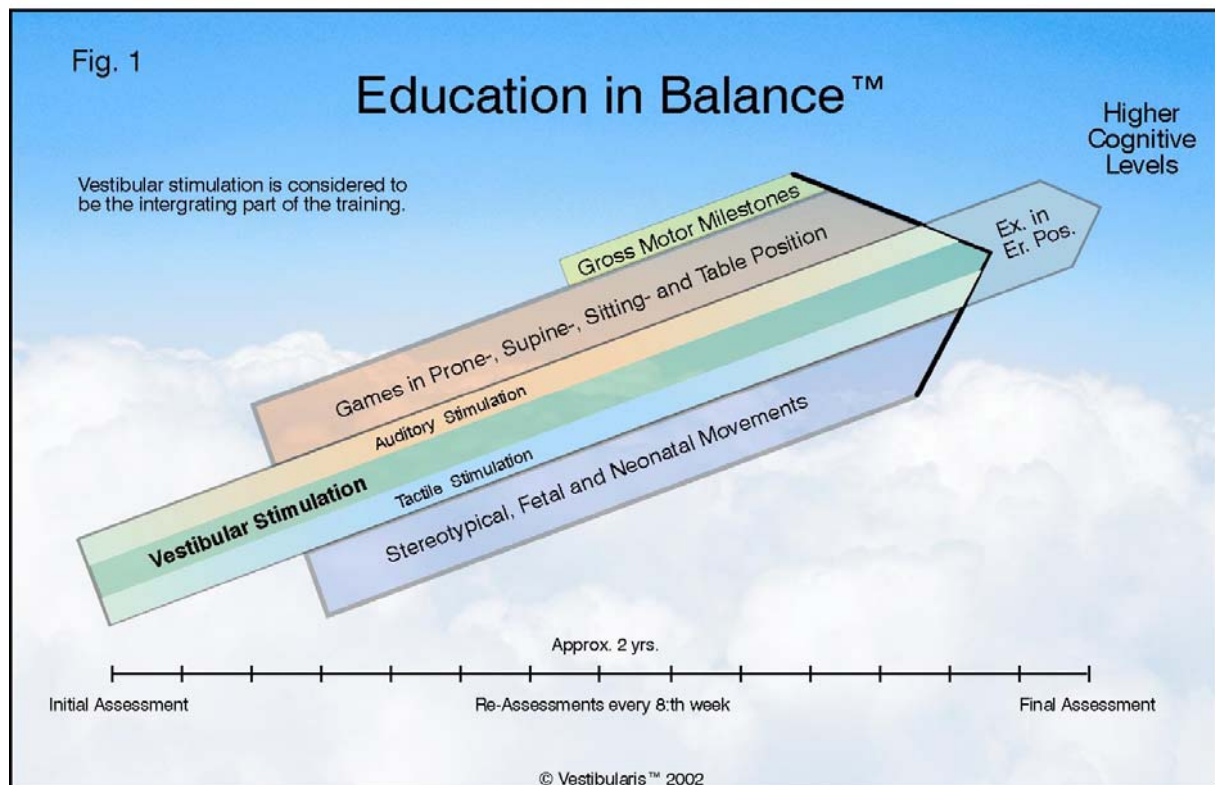 Fig. 1
Education in Balance™
Higher
Cognitive
Levels
Vestibular stimulation is considered to
be the intergrating part of the training.
Gross Motor Milestones
Ex. in
Er. Pos.
Games in Prone-, Supine-, Sitting- and Table Position
Auditory Stimulation
Vestibular Stimulation
Tactile Stimulation
Stereotypical, Fetal and Neonatal Movements
Approx. 2 yrs.
Initial Assessment
Re-Assessments every 8:th week
Final Assessment
© Vestibularis™ 2002